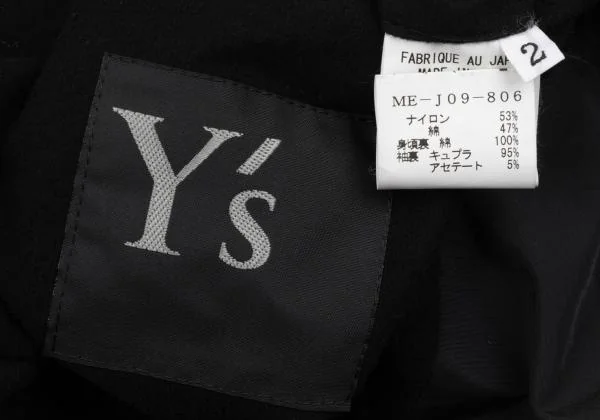 Y's
FABRIQUE AU JAP
2
ME-J09-806
ナイロン 53%
綿 47%
身頃裏 綿 100%
袖裏 キュプラ 95%
アセテート 5%